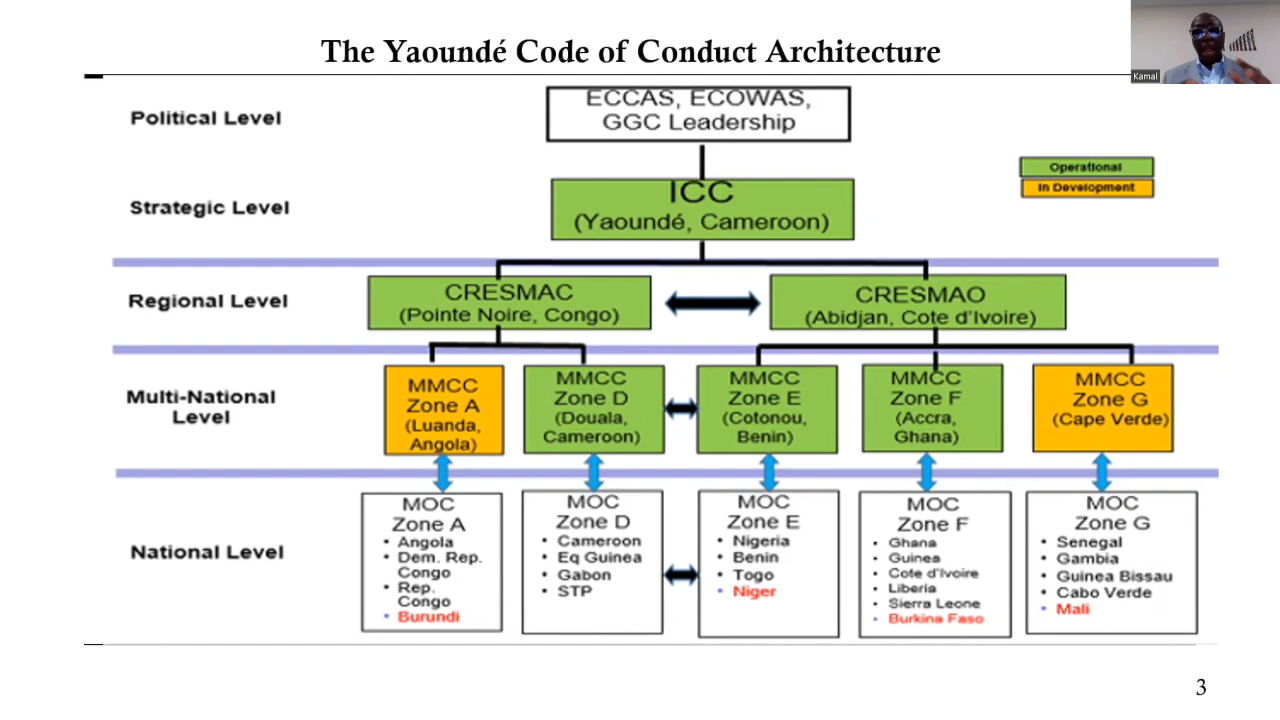 The Yaoundé Code of Conduct Architecture
Kamal
Political Level
ECCAS, ECOWAS,
GGC Leadership
Operational
In Development
Strategic Level
ICC
(Yaoundé, Cameroon)
Regional Level
CRESMAC
(Pointe Noire, Congo)
CRESMAO
(Abidjan, Cote d'Ivoire)
Multi-National
Level
MMCC
Zone A
(Luanda,
Angola)
MMCC
Zone D
(Douala,
Cameroon)
MMCC
Zone E
(Cotonou,
Benin)
MMCC
Zone F
(Accra,
Ghana)
MMCC
Zone G
(Cape Verde)
National Level
MOC
Zone A
• Angola
• Dem. Rep.
Congo
• Rep.
Congo
• Burundi
MOC
Zone D
• Cameroon
• Eq Guinea
• Gabon
• STP
MOC
Zone E
• Nigeria
• Benin
• Togo
• Niger
MOC
Zone F
• Ghana
• Guinea
• Cote d'Ivoire
• Liberia
• Sierra Leone
• Burkina Faso
MOC
Zone G
• Senegal
• Gambia
• Guinea Bissau
• Cabo Verde
• Mali
3